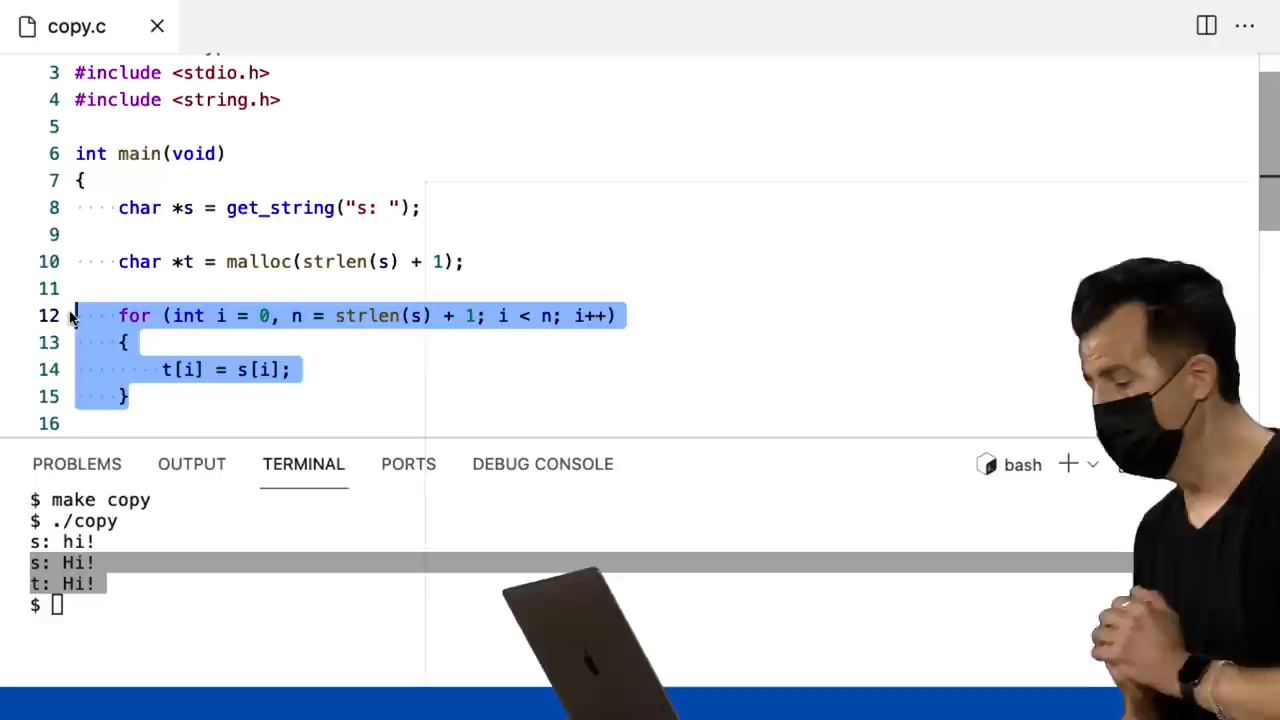 copy.c
3 #include <stdio.h>
4 #include <string.h>
5
6 int main(void)
7 {
8 char *s = get_string("s: ");
9
10 char *t = malloc(strlen(s) + 1);
11
12 for (int i = 0, n = strlen(s) + 1; i < n; i++)
13 {
14 t[i] = s[i];
15 }
16
PROBLEMS OUTPUT TERMINAL PORTS DEBUG CONSOLE bash
$ make copy
$ ./copy
s: hi!
s: Hi!
t: Hi!
$